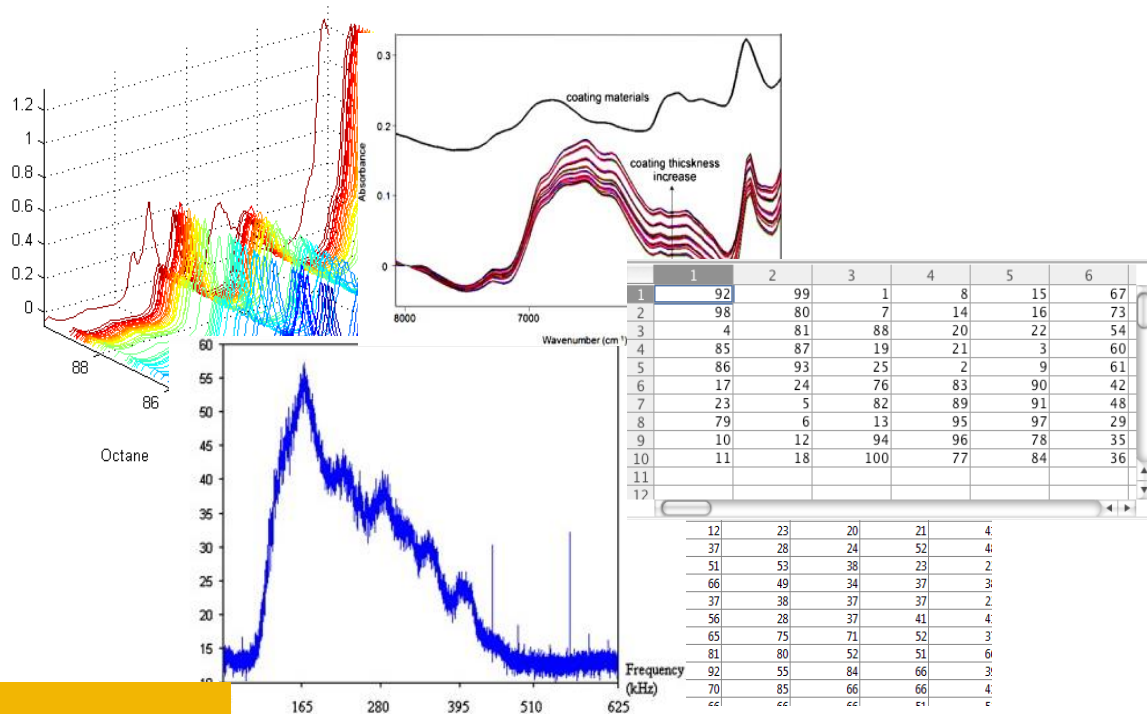 1.2
1
0.8
0.6
0.4
0.2
0
88
86
Octane
0.3
0.2
0.1
0
Absorbance
coating materials
coating thicskness
increase
8000
7000
Wavenumber (cm⁻¹)
1 2 3 4 5 6
1 92 99 1 8 15 67
2 98 80 7 14 16 73
3 4 81 88 20 22 54
4 85 87 19 21 3 60
5 86 93 25 2 9 61
6 17 24 76 83 90 42
7 23 5 82 89 91 48
8 79 6 13 95 97 29
9 10 12 94 96 78 35
10 11 18 100 77 84 36
11
12
60
55
50
45
40
35
30
25
20
15
10
165 280 395 510 625
Frequency
(kHz)
12 23 20 21
37 28 24 52
51 53 38 23
66 49 34 37
37 38 37 37
56 28 37 41
65 75 71 52
81 80 52 51
92 55 84 66
70 85 66 66